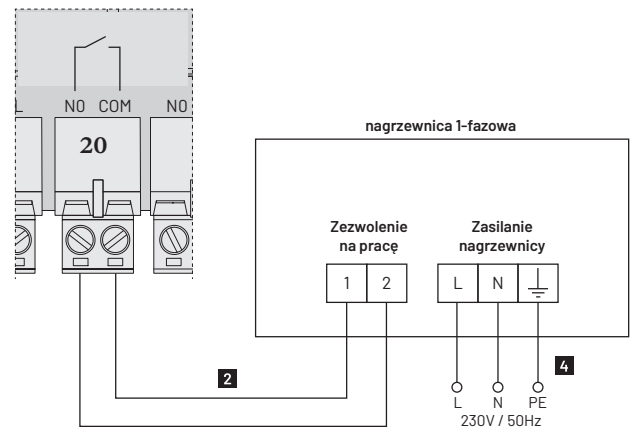 L NO COM NO
20
nagrzewnica 1-fazowa
Zezwolenie
na pracę
Zasilanie
nagrzewnicy
1 2
L N
2
4
L N PE
230V / 50Hz